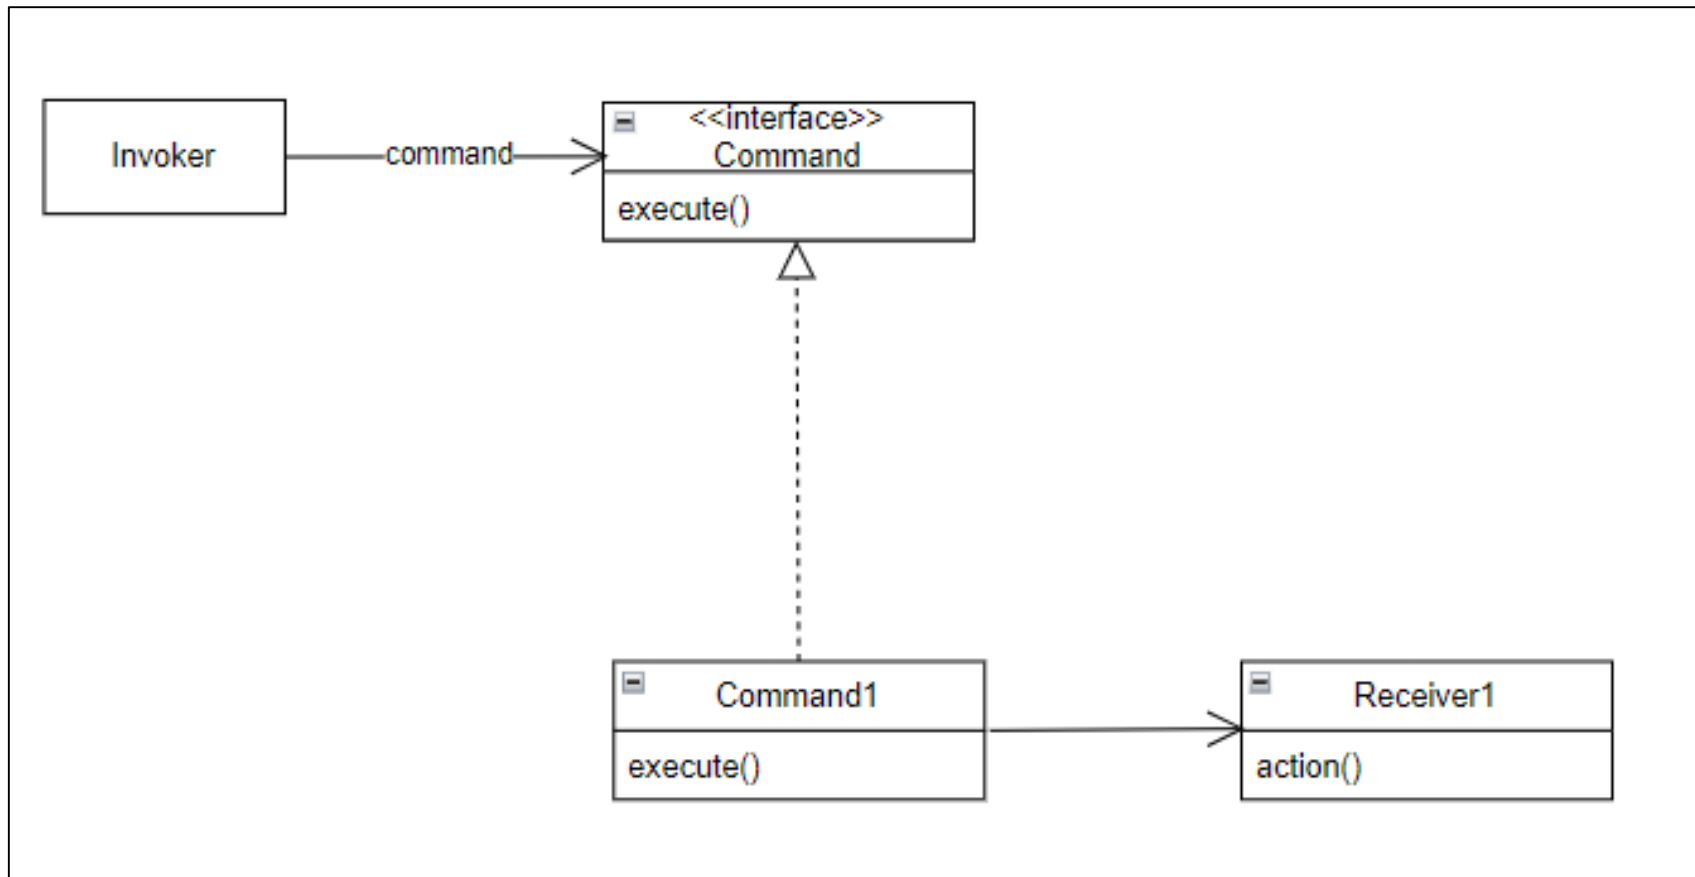 Invoker
command
<<interface>>
Command
execute()
Command1
execute()
Receiver1
action()